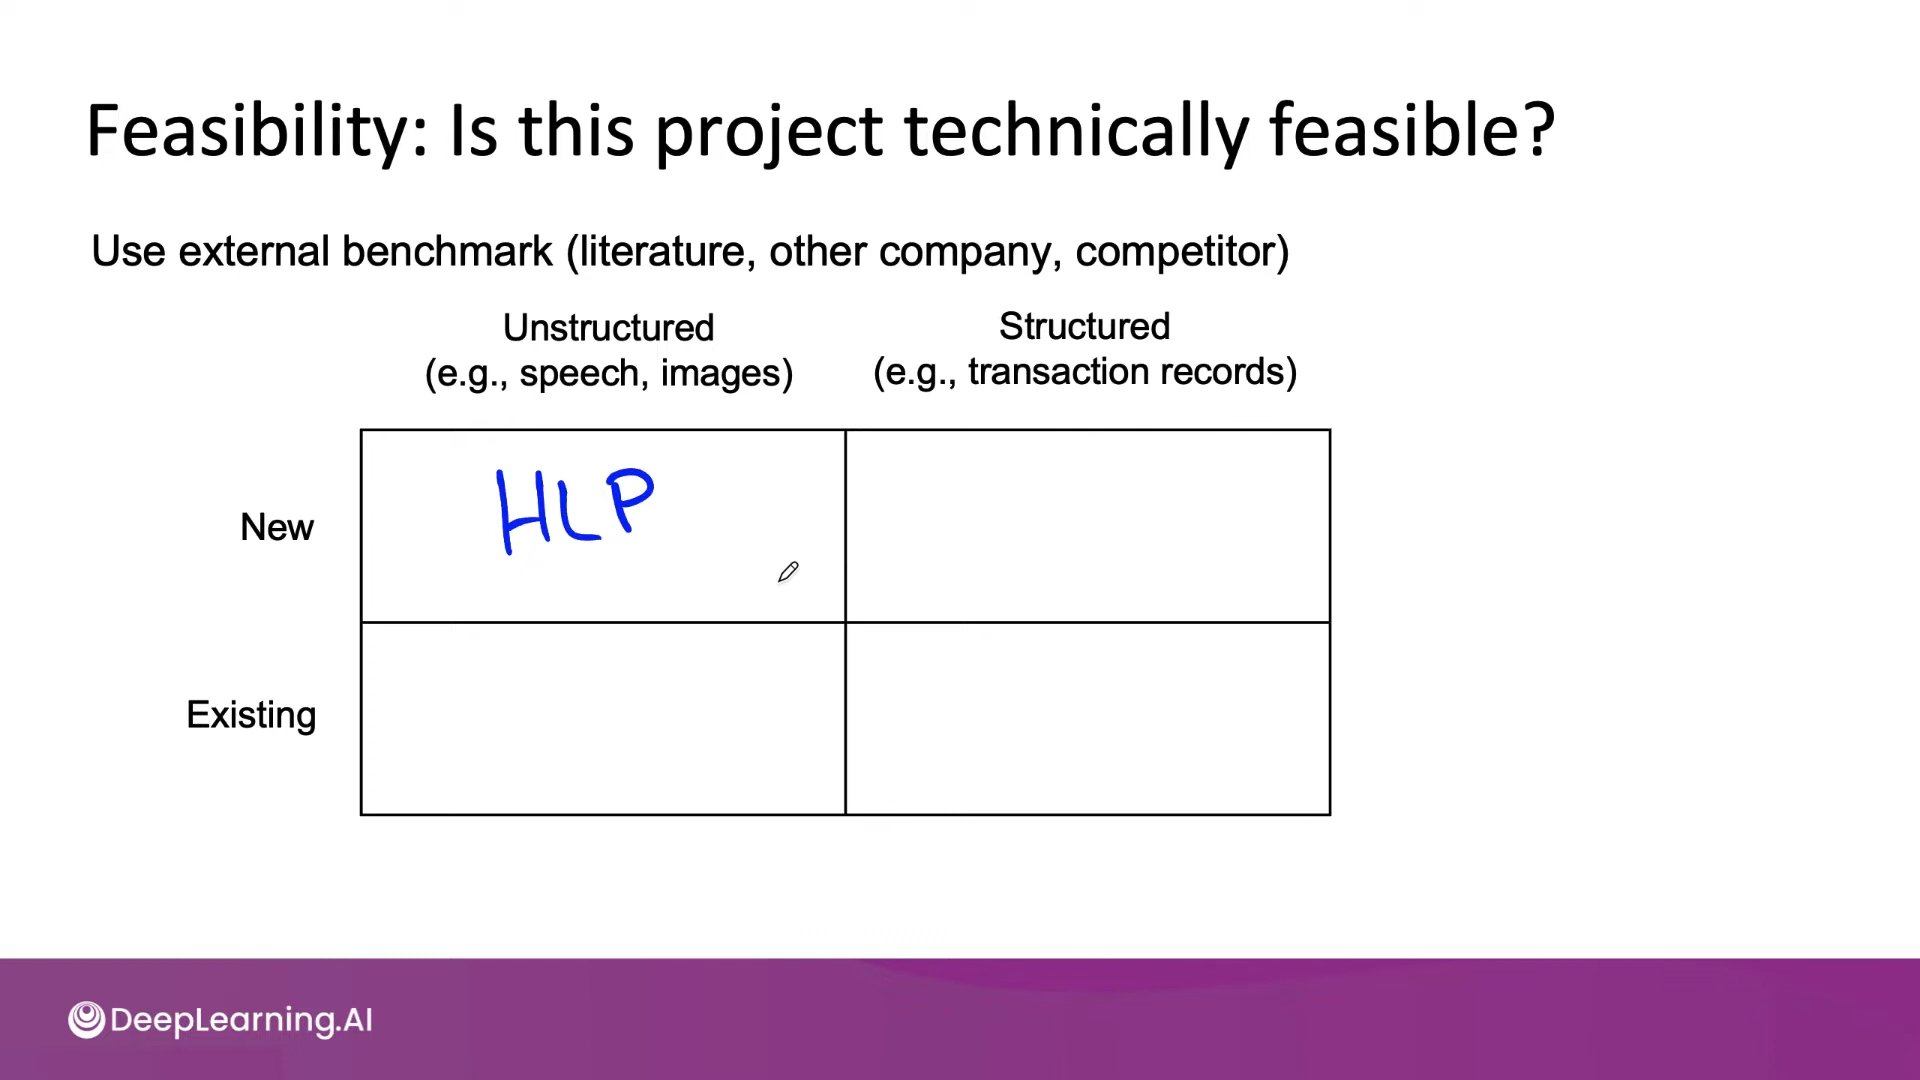 Feasibility: Is this project technically feasible?
Use external benchmark (literature, other company, competitor)
Unstructured
(e.g., speech, images)
Structured
(e.g., transaction records)
New
HLP
Existing
DeepLearning.AI